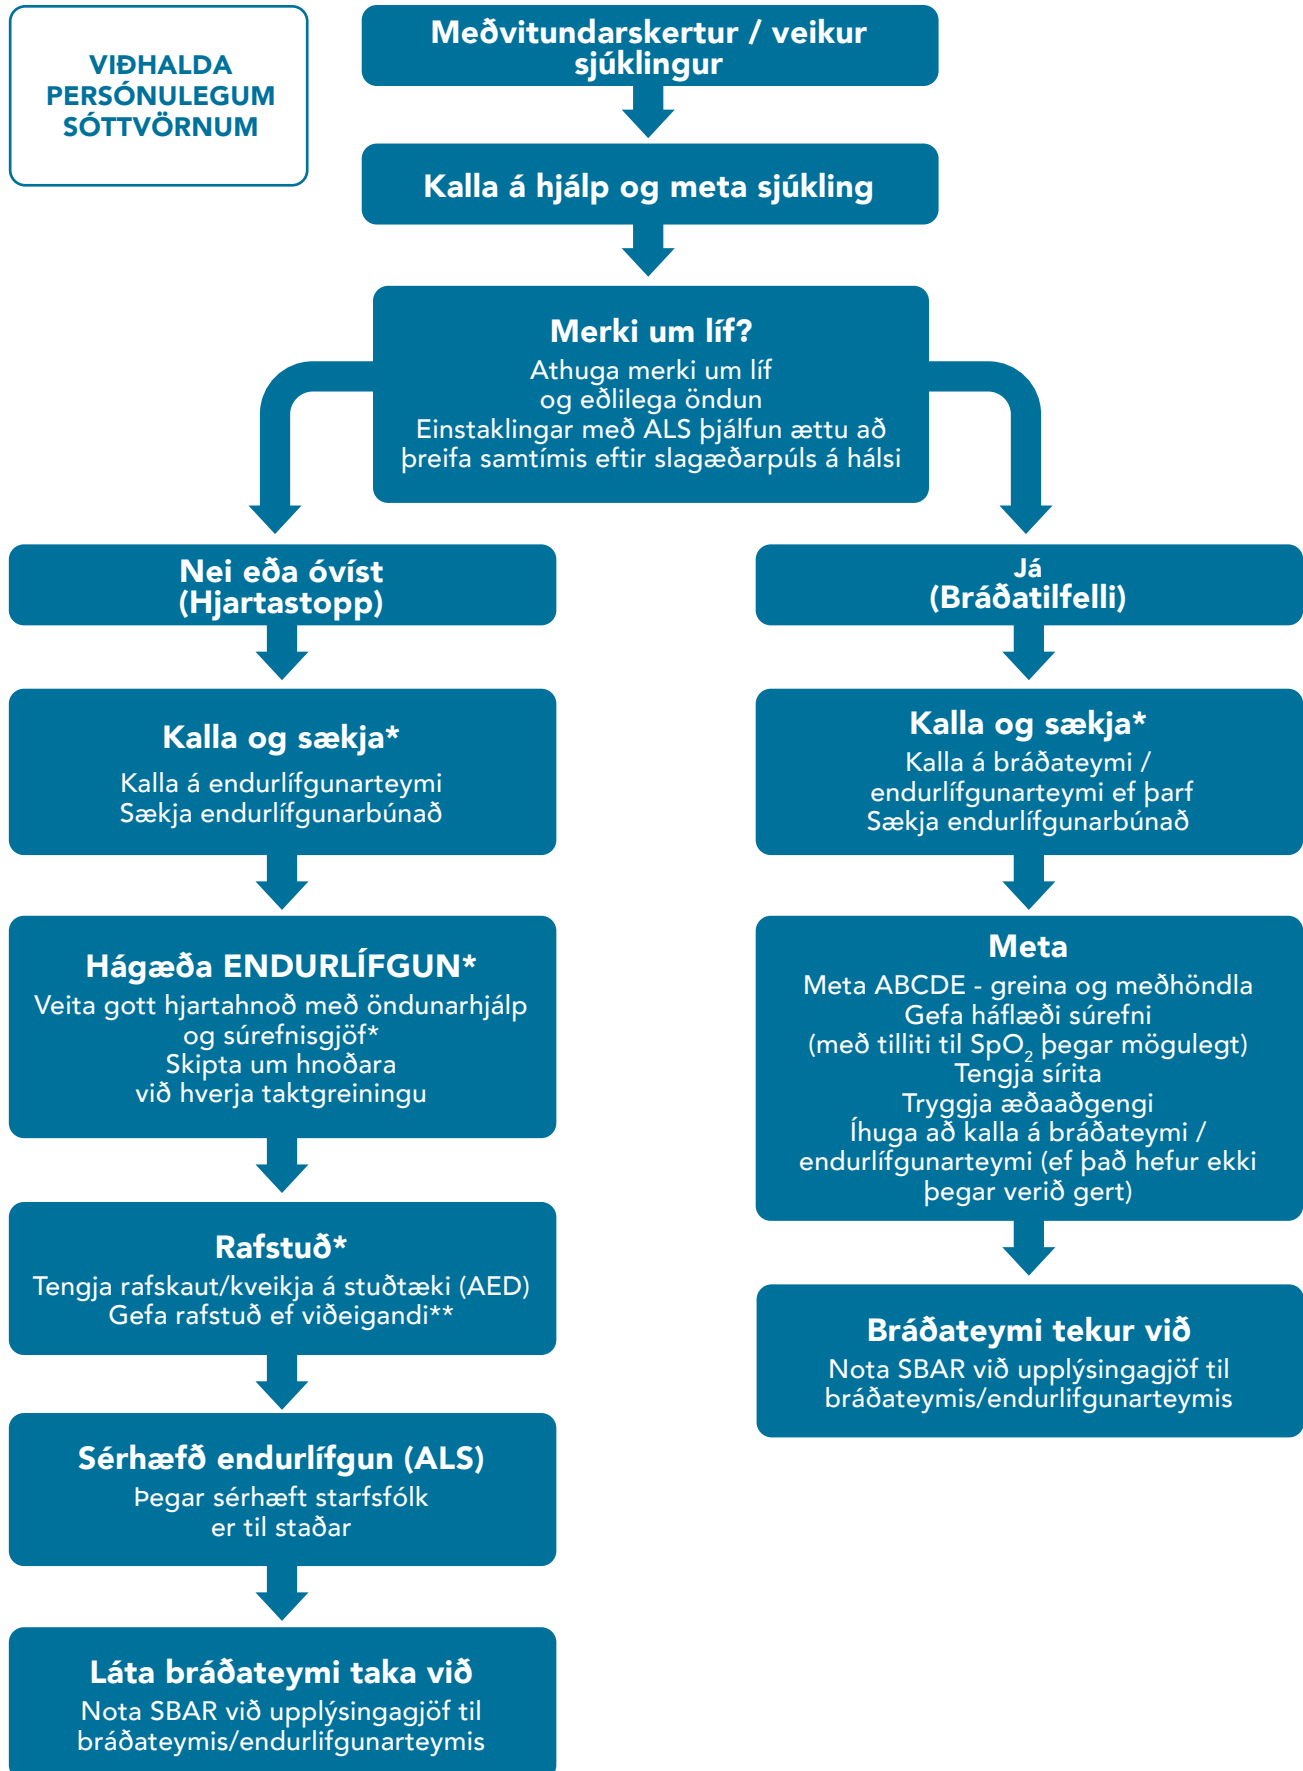 VIÐHALDA
PERSÓNULEGUM
SÓTTVÖRNUM
Meðvitundarskertur / veikur
sjúklingur
Kalla á hjálp og meta sjúkling
Merki um líf?
Athuga merki um líf
og eðlilega öndun
Einstaklingar með ALS þjálfun ættu að
þreifa samtímis eftir slagæðarpúls á hálsi
Nei eða óvíst
(Hjartastopp)
Kalla og sækja*
Kalla á endurlífgunarteymi
Sækja endurlífgunarbúnað
Hágæða ENDURLÍFGUN*
Veita gott hjartahnoð með öndunarhjálp
og súrefnisgjöf*
Skipta um hnoðara
við hverja taktgreiningu
Rafstuð*
Tengja rafskaut/kveikja á stuðtæki (AED)
Gefa rafstuð ef viðeigandi**
Sérhæfð endurlífgun (ALS)
Þegar sérhæft starfsfólk
er til staðar
Láta bráðateymi taka við
Nota SBAR við upplýsingagjöf til
bráðateymis/endurlifgunarteymis
Já
(Bráðatilfelli)
Kalla og sækja*
Kalla á bráðateymi /
endurlífgunarteymi ef þarf
Sækja endurlífgunarbúnað
Meta
Meta ABCDE - greina og meðhöndla
Gefa háflæði súrefni
(með tilliti til SpO₂ þegar mögulegt)
Tengja sírita
Tryggja æðaaðgengi
Íhuga að kalla á bráðateymi /
endurlífgunarteymi (ef það hefur ekki
þegar verið gert)
Bráðateymi tekur við
Nota SBAR við upplýsingagjöf til
bráðateymis/endurlifgunarteymis